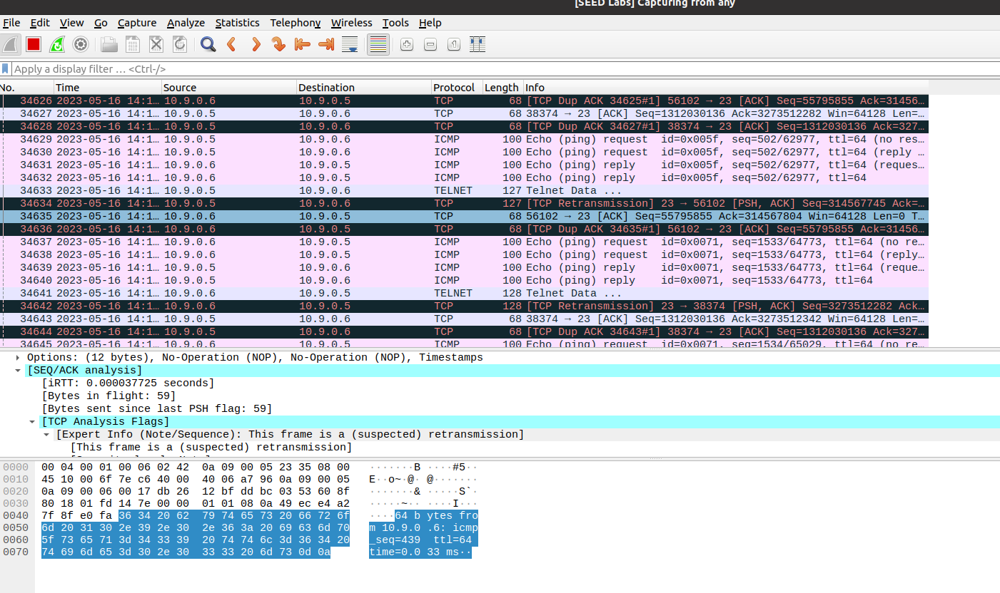 [SEED Labs] Capturing from any
File Edit View Go Capture Analyze Statistics Telephony Wireless Tools Help
Apply a display filter … <Ctrl-/>
No. Time Source Destination Protocol Length Info
34626 2023-05-16 14:1… 10.9.0.6 10.9.0.5 TCP 68 [TCP Dup ACK 34625#1] 56102 → 23 [ACK] Seq=55795855 Ack=31456…
34627 2023-05-16 14:1… 10.9.0.5 10.9.0.6 TCP 68 38374 → 23 [ACK] Seq=1312030136 Ack=3273512282 Win=64128 Len=…
34628 2023-05-16 14:1… 10.9.0.5 10.9.0.6 TCP 68 [TCP Dup ACK 34627#1] 38374 → 23 [ACK] Seq=1312030136 Ack=327…
34629 2023-05-16 14:1… 10.9.0.5 10.9.0.6 ICMP 100 Echo (ping) request id=0x005f, seq=502/62977, ttl=64 (no res…
34630 2023-05-16 14:1… 10.9.0.5 10.9.0.6 ICMP 100 Echo (ping) request id=0x005f, seq=502/62977, ttl=64 (reply …
34631 2023-05-16 14:1… 10.9.0.6 10.9.0.5 ICMP 100 Echo (ping) reply id=0x005f, seq=502/62977, ttl=64 (reques…
34632 2023-05-16 14:1… 10.9.0.6 10.9.0.5 ICMP 100 Echo (ping) reply id=0x005f, seq=502/62977, ttl=64
34633 2023-05-16 14:1… 10.9.0.5 10.9.0.6 TELNET 127 Telnet Data ...
34634 2023-05-16 14:1… 10.9.0.5 10.9.0.6 TCP 127 [TCP Retransmission] 23 → 56102 [PSH, ACK] Seq=314567745 Ack=…
34635 2023-05-16 14:1… 10.9.0.6 10.9.0.5 TCP 68 56102 → 23 [ACK] Seq=55795855 Ack=314567804 Win=64128 Len=0 T…
34636 2023-05-16 14:1… 10.9.0.6 10.9.0.5 TCP 68 [TCP Dup ACK 34635#1] 56102 → 23 [ACK] Seq=55795855 Ack=31456…
34637 2023-05-16 14:1… 10.9.0.6 10.9.0.5 ICMP 100 Echo (ping) request id=0x0071, seq=1533/64773, ttl=64 (no re…
34638 2023-05-16 14:1… 10.9.0.6 10.9.0.5 ICMP 100 Echo (ping) request id=0x0071, seq=1533/64773, ttl=64 (reply…
34639 2023-05-16 14:1… 10.9.0.5 10.9.0.6 ICMP 100 Echo (ping) reply id=0x0071, seq=1533/64773, ttl=64 (reque…
34640 2023-05-16 14:1… 10.9.0.5 10.9.0.6 ICMP 100 Echo (ping) reply id=0x0071, seq=1533/64773, ttl=64
34641 2023-05-16 14:1… 10.9.0.6 10.9.0.5 TELNET 128 Telnet Data ...
34642 2023-05-16 14:1… 10.9.0.6 10.9.0.5 TCP 128 [TCP Retransmission] 23 → 38374 [PSH, ACK] Seq=3273512282 Ack…
34643 2023-05-16 14:1… 10.9.0.5 10.9.0.6 TCP 68 38374 → 23 [ACK] Seq=1312030136 Ack=3273512342 Win=64128 Len=…
34644 2023-05-16 14:1… 10.9.0.5 10.9.0.6 TCP 68 [TCP Dup ACK 34643#1] 38374 → 23 [ACK] Seq=1312030136 Ack=327…
34645 2023-05-16 14:1… 10.9.0.6 10.9.0.5 ICMP 100 Echo (ping) request id=0x0071, seq=1534/65029, ttl=64 (no re…
Options: (12 bytes), No-Operation (NOP), No-Operation (NOP), Timestamps
[SEQ/ACK analysis]
[iRTT: 0.000037725 seconds]
[Bytes in flight: 59]
[Bytes sent since last PSH flag: 59]
[TCP Analysis Flags]
[Expert Info (Note/Sequence): This frame is a (suspected) retransmission]
[This frame is a (suspected) retransmission]
0000 00 04 00 01 00 06 02 42 0a 09 00 05 23 35 08 00 ·······B ····#5··
0010 45 10 00 6f 7e c6 40 00 40 06 a7 96 0a 09 00 05 E··o~·@· @·······
0020 0a 09 00 06 00 17 db 26 12 bf dd bc 03 53 60 8f ·······& ·····S`·
0030 80 18 01 fd 14 7e 00 00 01 01 08 0a 49 ec e4 a2 ·····~·· ····I···
0040 7f 8f e0 fa 36 34 20 62 79 74 65 73 20 66 72 6f ····64 b ytes fro
0050 6d 20 31 30 2e 39 2e 30 2e 36 3a 20 69 63 6d 70 m 10.9.0 .6: icmp
0060 5f 73 65 71 3d 34 33 39 20 74 74 6c 3d 36 34 20 _seq=439 ttl=64
0070 74 69 6d 65 3d 30 2e 30 33 33 20 6d 73 0d 0a time=0.0 33 ms··